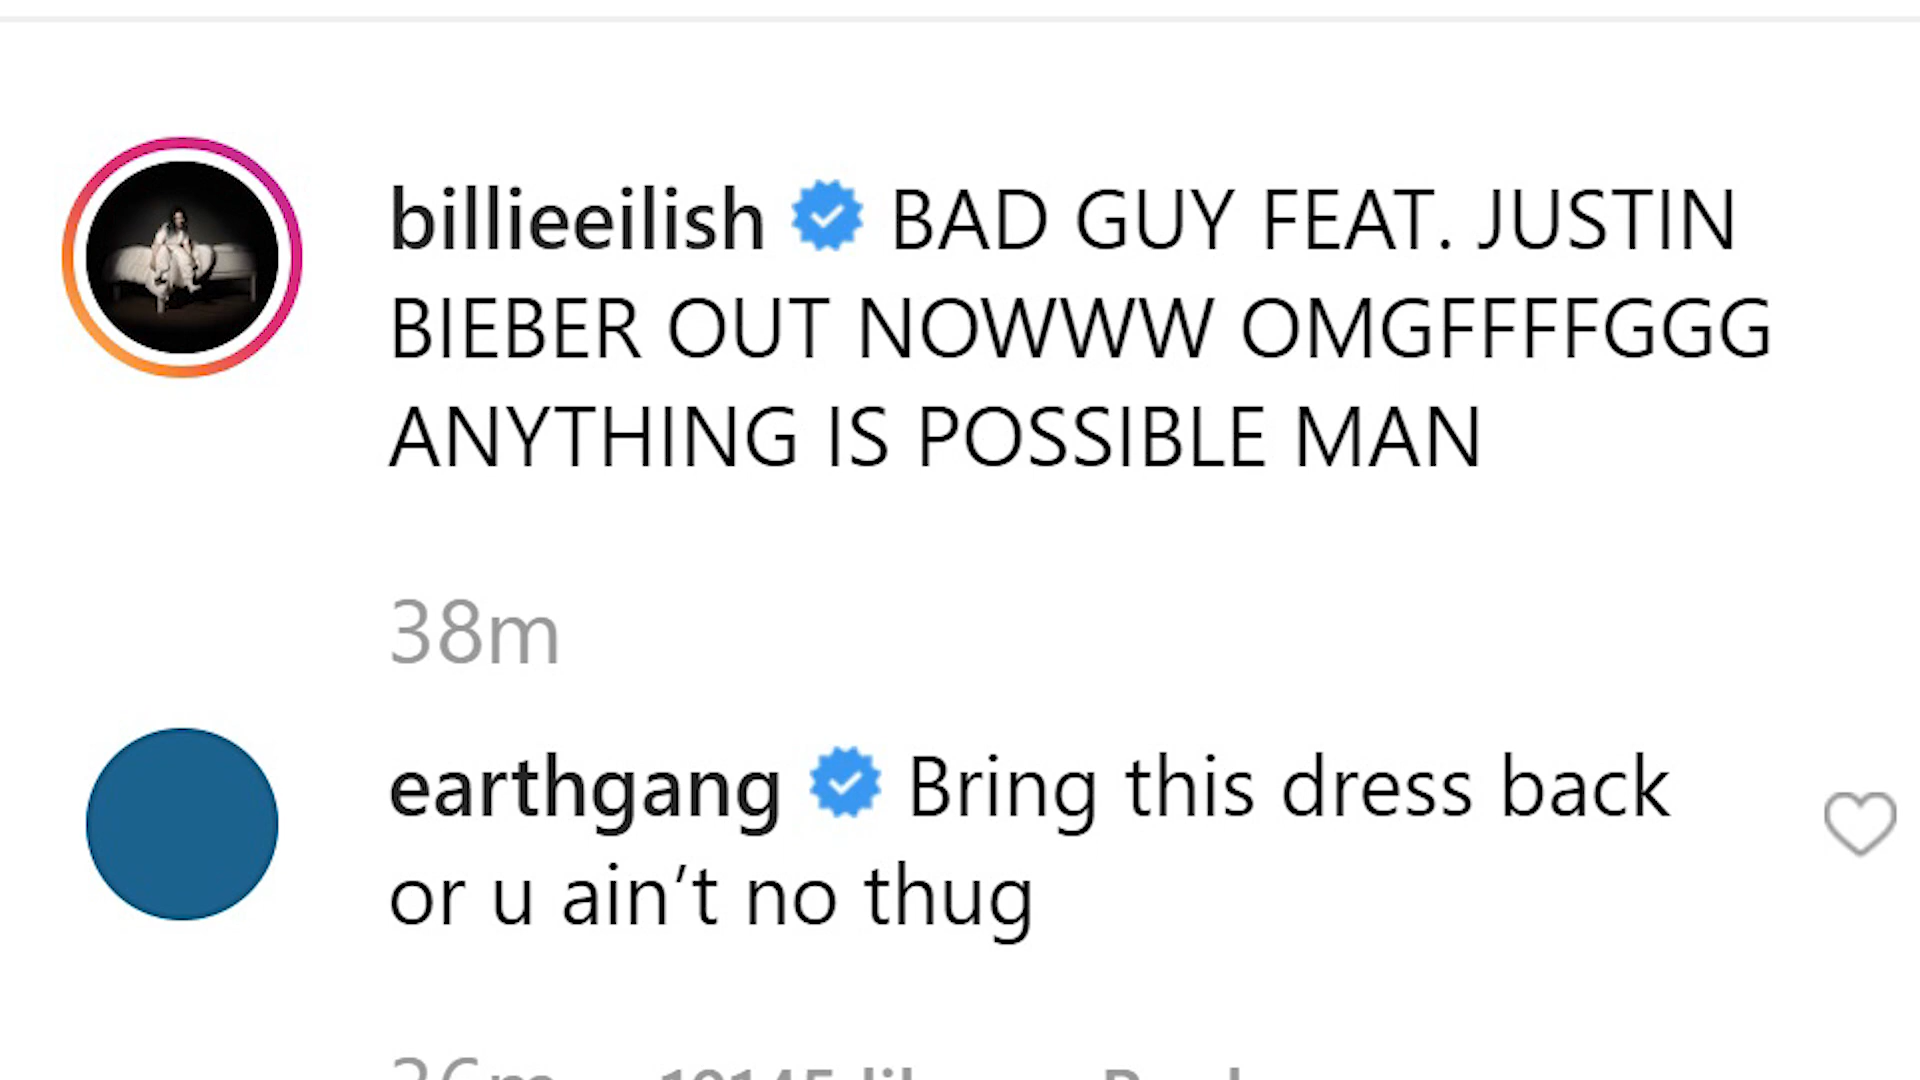 billieeilish BAD GUY FEAT. JUSTIN
BIEBER OUT NOWWW OMGFFFFGGG
ANYTHING IS POSSIBLE MAN
38m
earthgang Bring this dress back
or u ain’t no thug